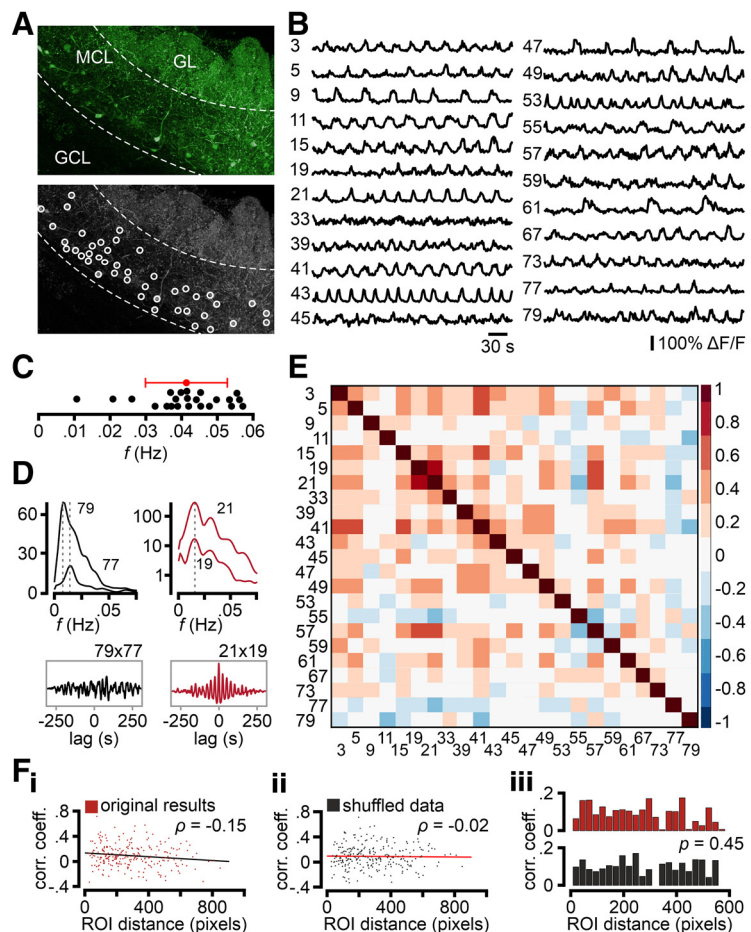 A
MCL
GL
GCL
B
3
5
9
11
15
19
21
33
39
41
43
45
30 s
47
49
53
55
57
59
61
67
73
77
79
100% ΔF/F
C
0 .01 .02 .03 .04 .05 .06
f (Hz)
D
60
30
0
79
77
0 .05
f (Hz)
100
10
1
21
19
0 .05
f (Hz)
79x77
-250 0 250
lag (s)
21x19
-250 0 250
lag (s)
E
3
5
9
11
15
19
21
33
39
41
43
45
47
49
53
55
57
59
61
67
73
77
79
5 11 19 33 41 45 49 55 59 67 77
3 9 15 21 39 43 47 53 57 61 73 79
1
0.8
0.6
0.4
0.2
0
-0.2
-0.4
-0.6
-0.8
-1
F
i
original results
ρ = -0.15
corr. coeff.
.8
.4
0
-.4
0 400 800
ROI distance (pixels)
ii
shuffled data
ρ = -0.02
corr. coeff.
.8
.4
0
-.4
0 400 800
ROI distance (pixels)
iii
corr. coeff.
.2
0
.2
0
p = 0.45
0 200 400 600
ROI distance (pixels)